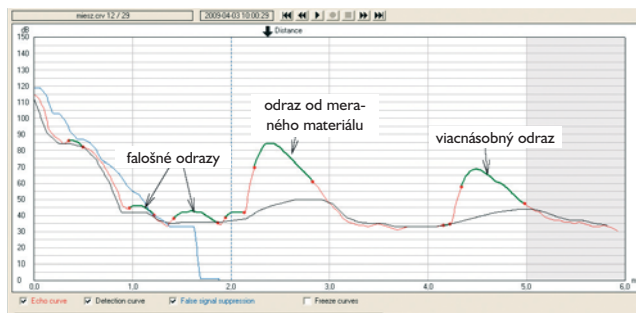 miesz.crv 12 / 29
2009-04-03 10:00:29
dB
Distance
150
140
130
120
110
100
90
80
70
60
50
40
30
20
10
0
odraz od mera-
ného materiálu
viacnásobný odraz
falošné odrazy
0.0
1.0
2.0
3.0
4.0
5.0
6.0
Echo curve
Detection curve
False signal suppression
Freeze curves